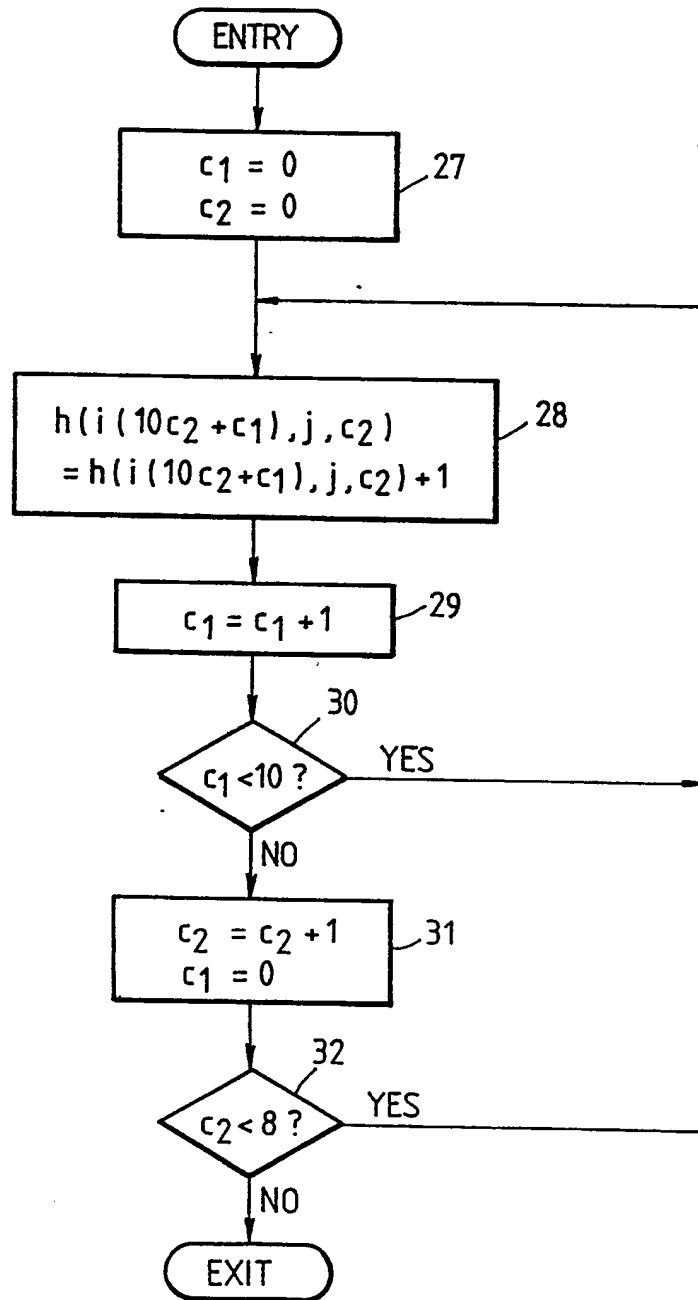 ENTRY
c1 = 0
c2 = 0
27
h(i(10c2+c1), j, c2)
=h(i(10c2+c1), j, c2)+1
28
c1 = c1 +1
29
30
c1<10 ?
YES
NO
c2 = c2 +1
c1 = 0
31
32
c2<8 ?
YES
NO
EXIT